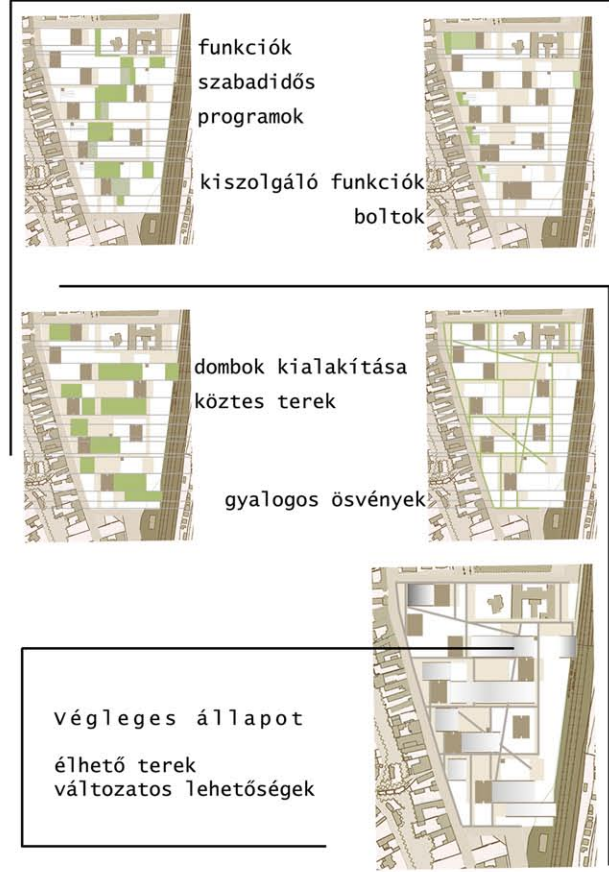 funkciók
szabadidős
programok
kiszolgáló funkciók
boltok
dombok kialakítása
köztes terek
gyalogos ösvények
Végleges állapot
élhető terek
változatos lehetőségek